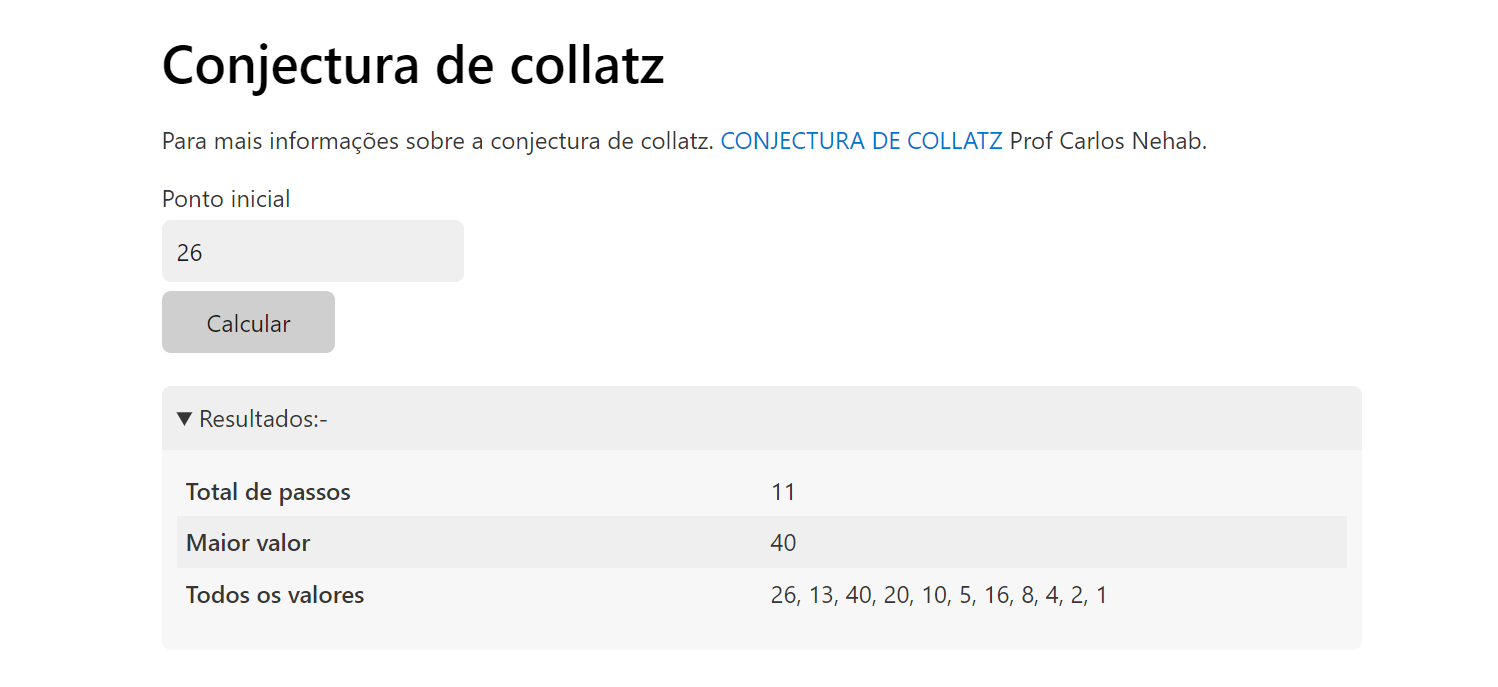 Conjectura de collatz
Para mais informações sobre a conjectura de collatz. CONJECTURA DE COLLATZ Prof Carlos Nehab.
Ponto inicial
26
Calcular
▼ Resultados:-
Total de passos 11
Maior valor 40
Todos os valores 26, 13, 40, 20, 10, 5, 16, 8, 4, 2, 1